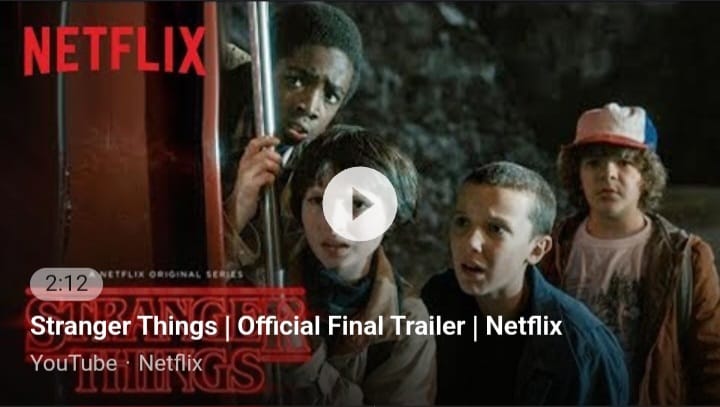 NETFLIX
A NETFLIX ORIGINAL SERIES
2:12
STRANGER
Stranger Things | Official Final Trailer | Netflix
THINGS
YouTube · Netflix